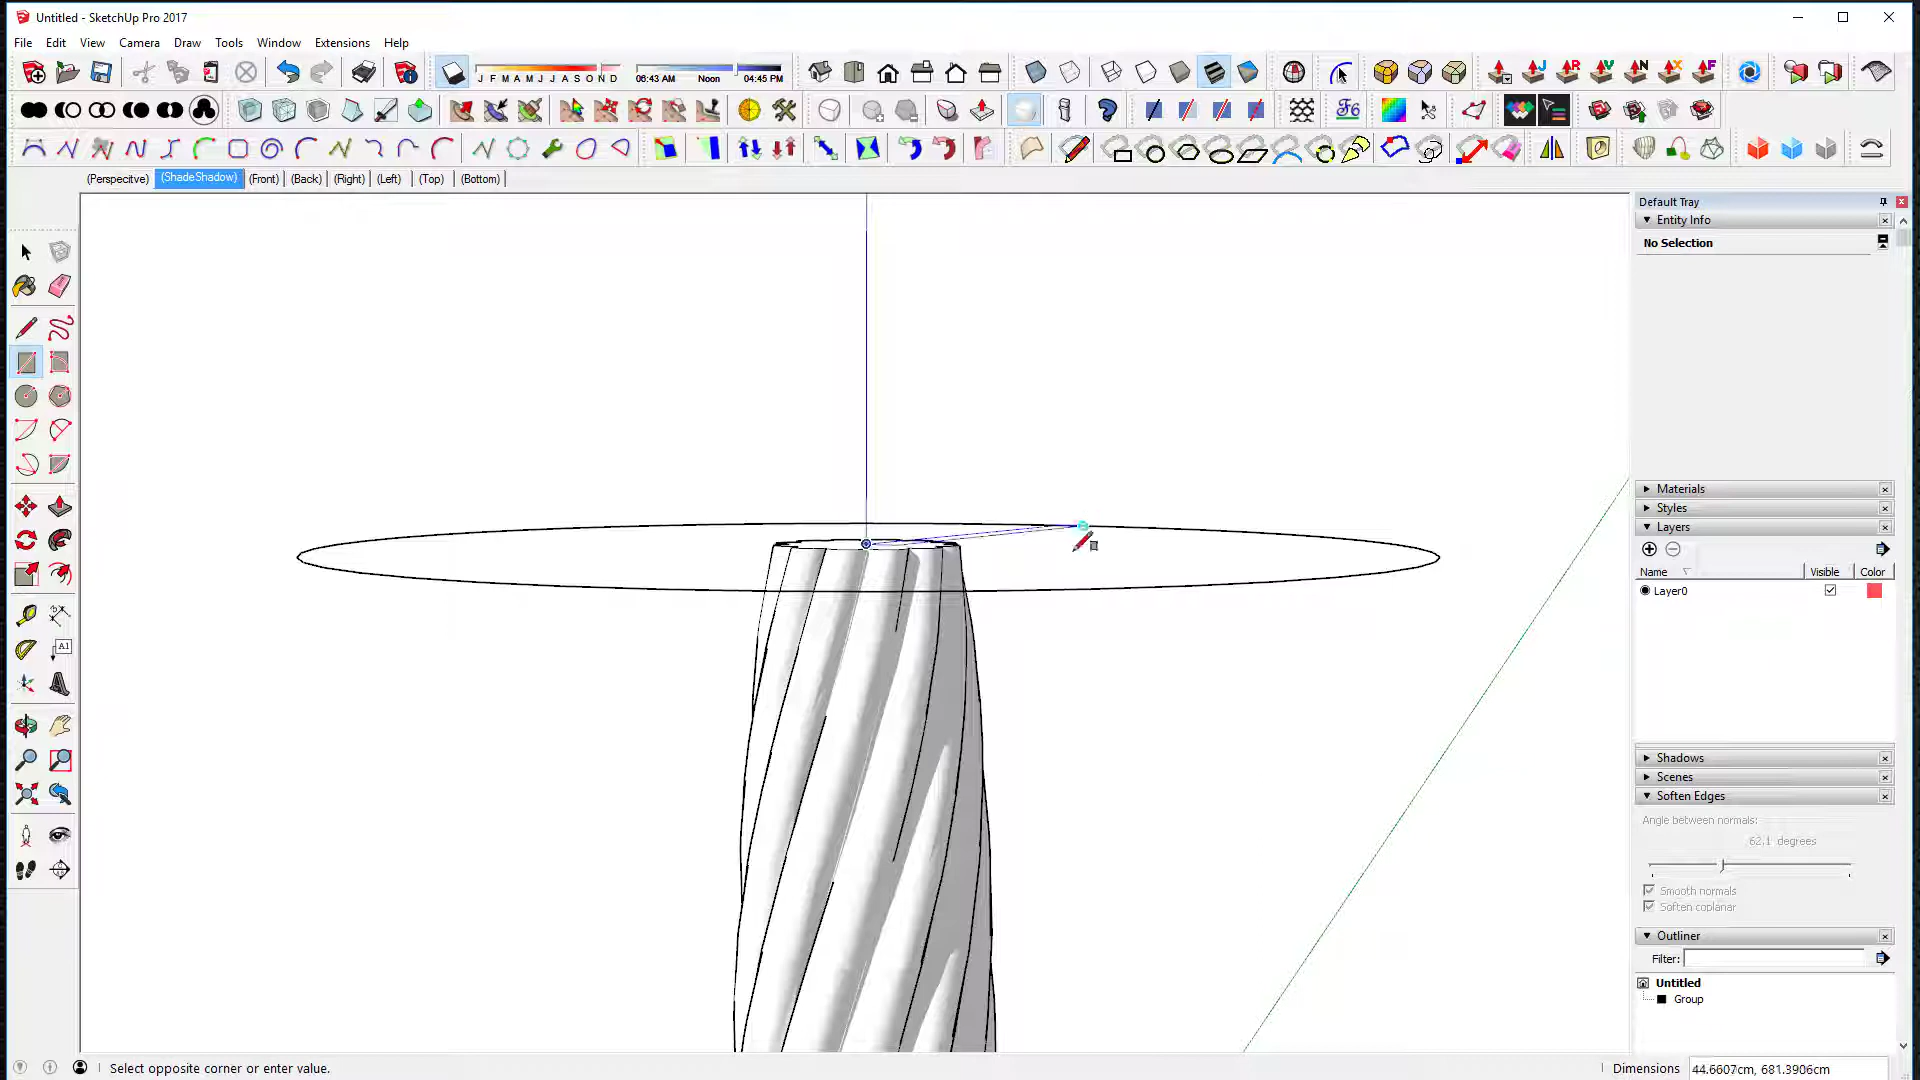 Untitled - SketchUp Pro 2017
File Edit View Camera Draw Tools Window Extensions Help
J F M A M J J A S O N D 06:43 AM Noon 04:45 PM
(Perspecitve) (ShadeShadow) (Front) (Back) (Right) (Left) (Top) (Bottom)
Default Tray
Entity Info
No Selection
A1
Materials
Styles
Layers
Name Visible Color
Layer0
Shadows
Scenes
Soften Edges
Angle between normals:
62.1 degrees
Smooth normals
Soften coplanar
Outliner
Filter:
Untitled
Group
Select opposite corner or enter value.
Dimensions 44.6607cm, 681.3906cm